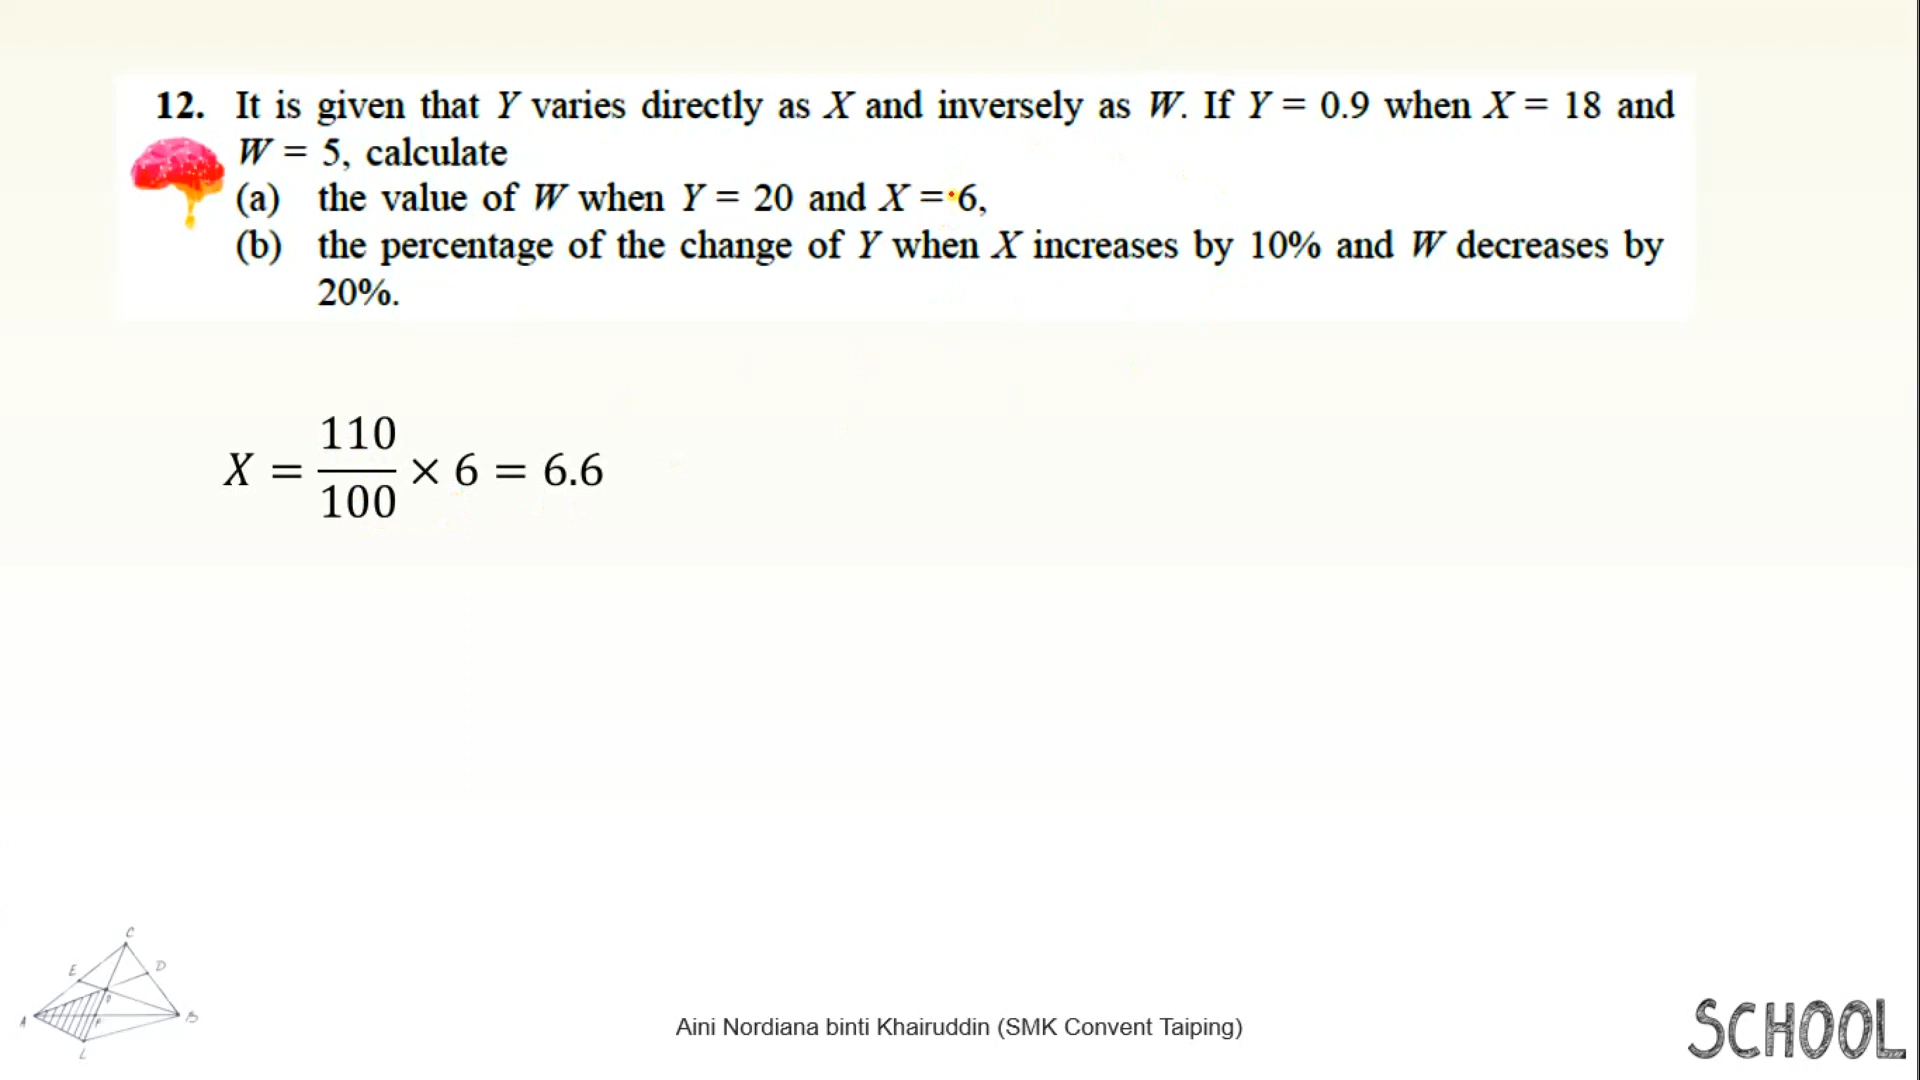 12. It is given that Y varies directly as X and inversely as W. If Y = 0.9 when X = 18 and
W = 5, calculate
(a) the value of W when Y = 20 and X = 6,
(b) the percentage of the change of Y when X increases by 10% and W decreases by
20%.
X = 110/100 × 6 = 6.6
C
E D
P
A F B
L
Aini Nordiana binti Khairuddin (SMK Convent Taiping)
SCHOOL